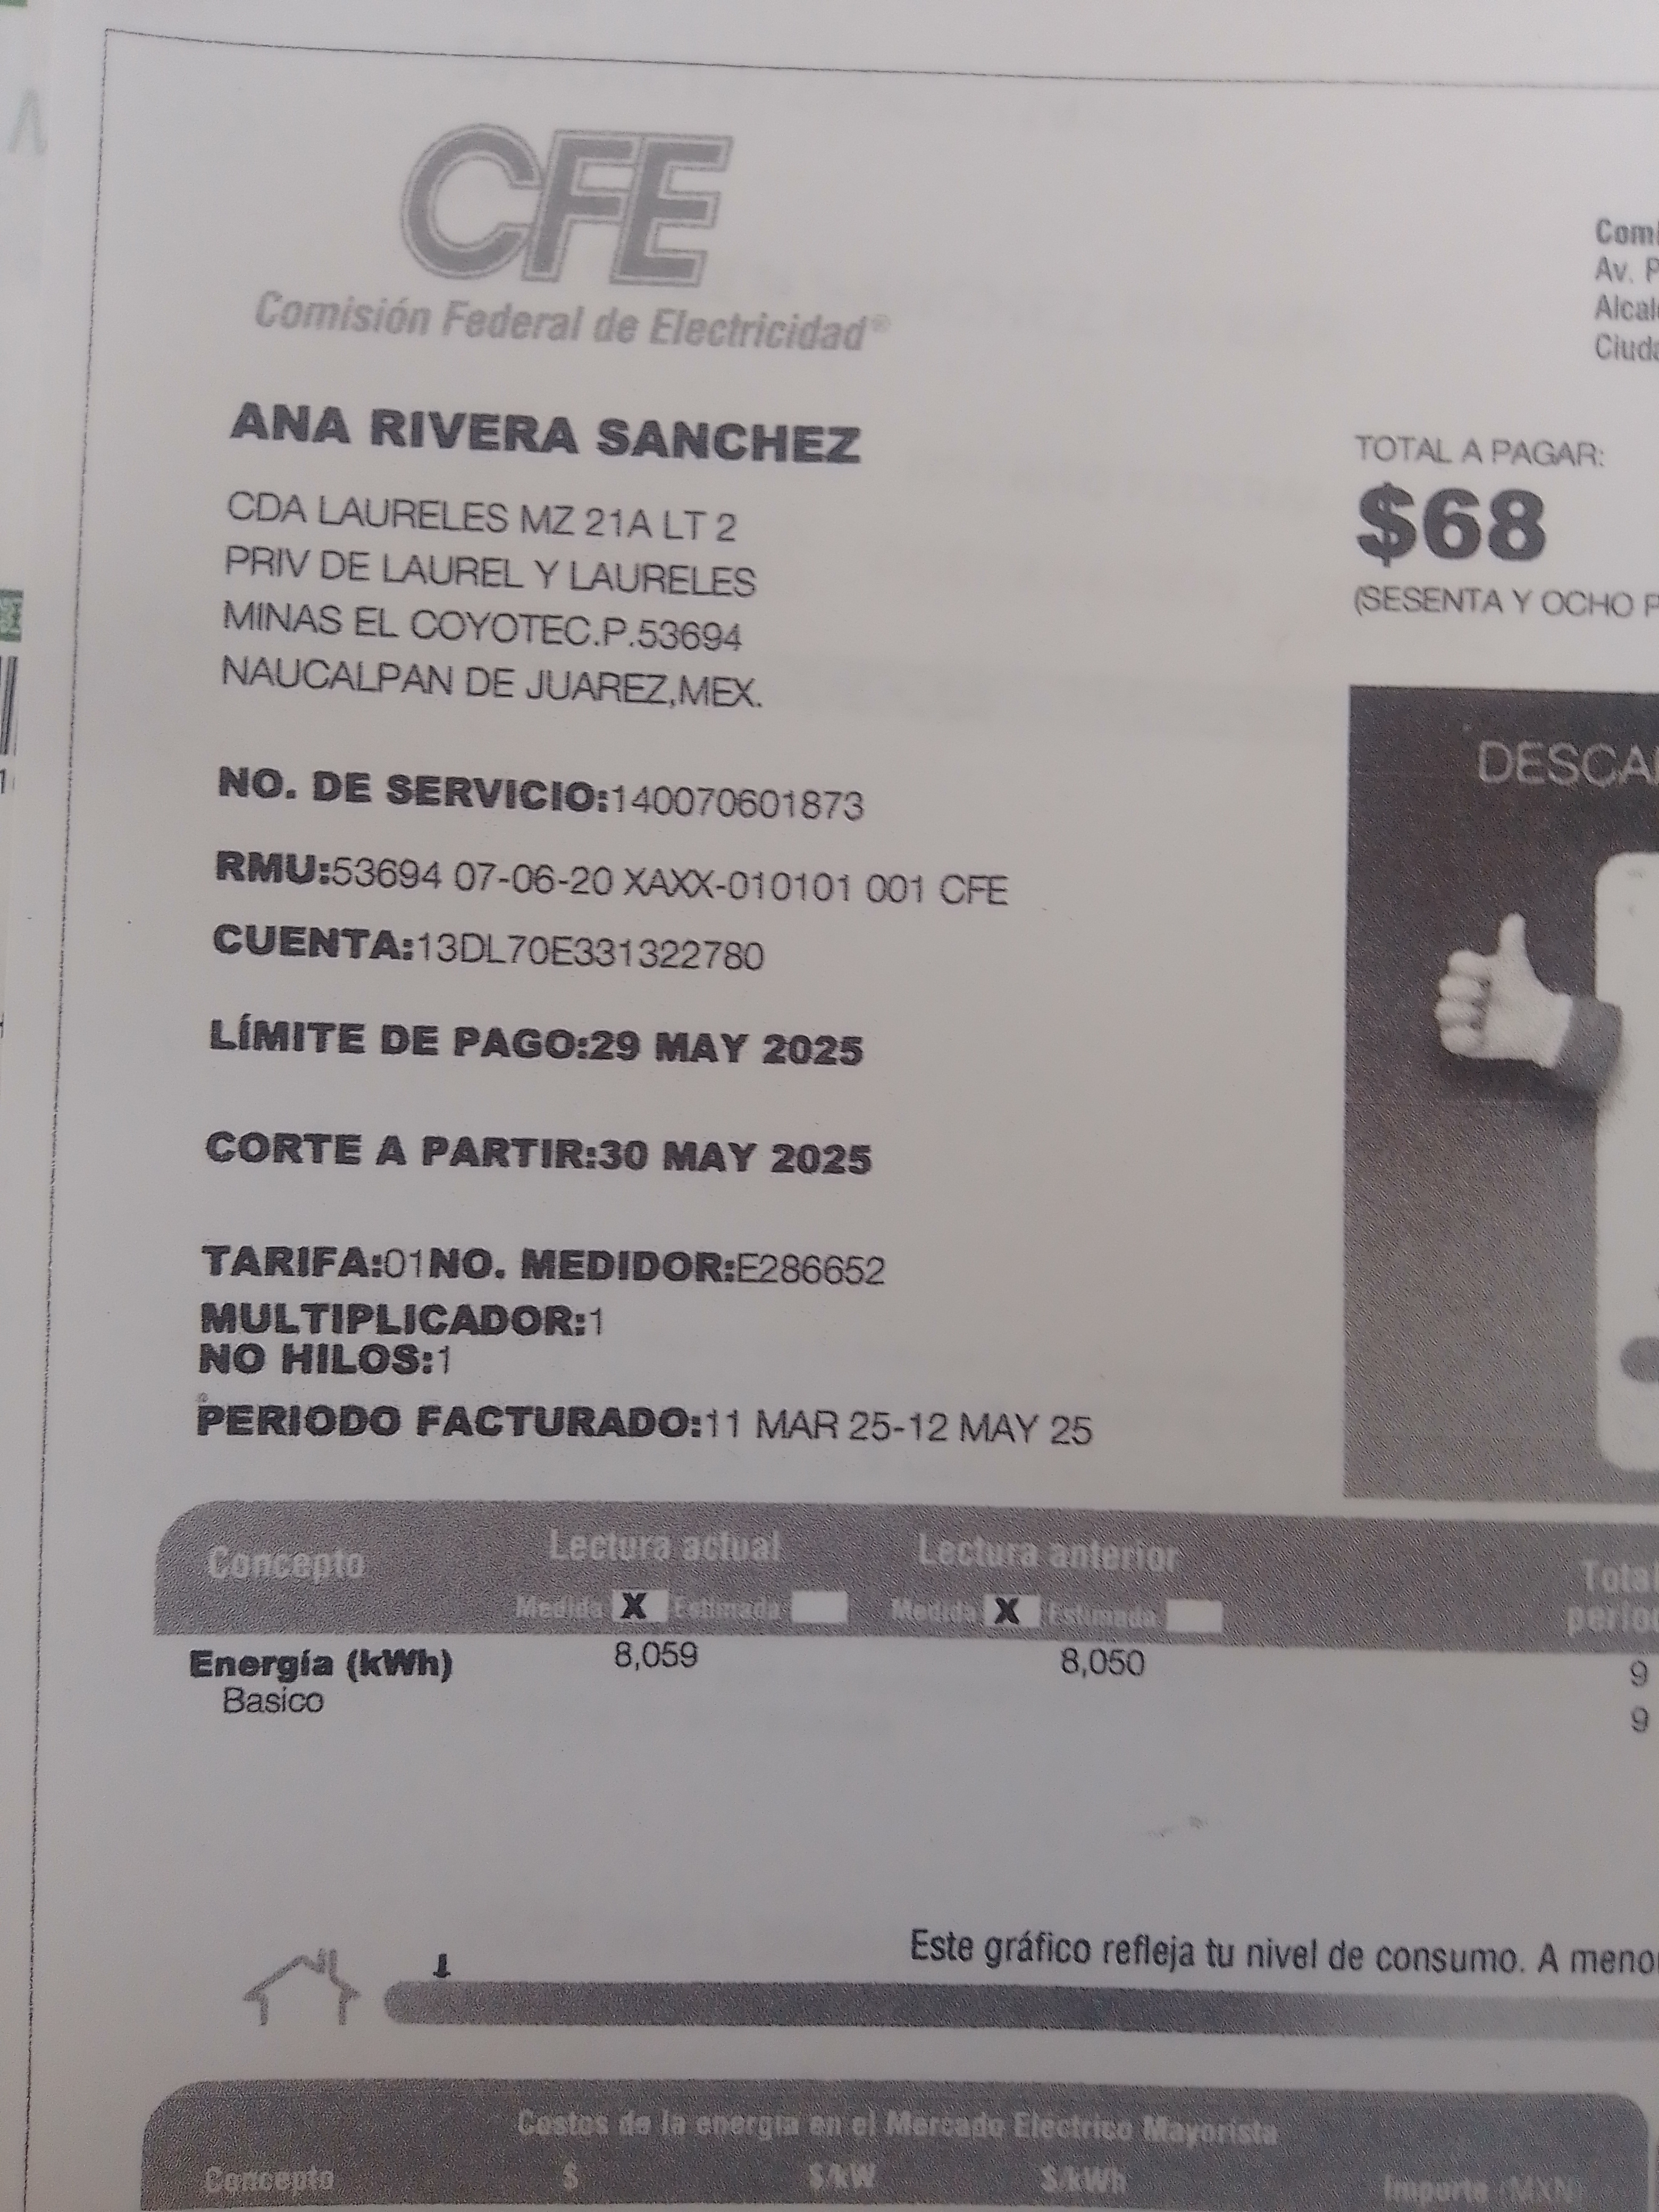 CFE
Comisión Federal de Electricidad®
ANA RIVERA SANCHEZ
CDA LAURELES MZ 21A LT 2
PRIV DE LAUREL Y LAURELES
MINAS EL COYOTEC.P.53694
NAUCALPAN DE JUAREZ,MEX.
NO. DE SERVICIO:140070601873
RMU:53694 07-06-20 XAXX-010101 001 CFE
CUENTA:13DL70E331322780
LÍMITE DE PAGO:29 MAY 2025
CORTE A PARTIR:30 MAY 2025
TARIFA:01NO. MEDIDOR:E286652
MULTIPLICADOR:1
NO HILOS:1
PERIODO FACTURADO:11 MAR 25-12 MAY 25
Av. P
TOTAL A PAGAR:
$68
(SESENTA Y OCHO P
Concepto Lectura actual Lectura anterior Total
Medida X Estimada Medida X Estimada
Energía (kWh) 8,059 8,050 9
Basico 9
Este gráfico refleja tu nivel de consumo. A
Costos de la energía en el Mercado Eléctrico Mayorista
Concepto $ $/kW $/kWh Importe (MXN)